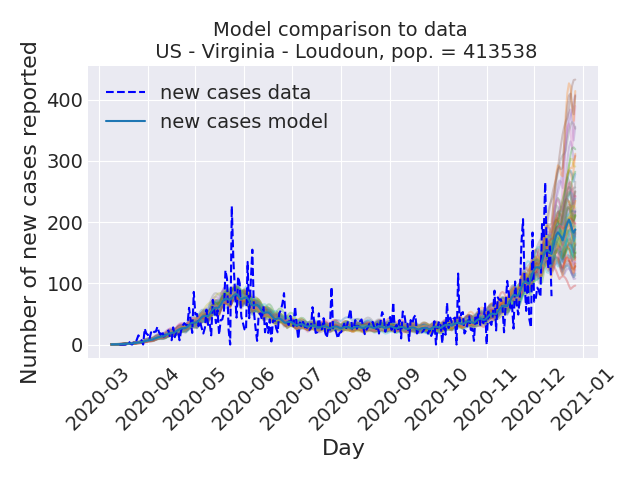 Model comparison to data
US - Virginia - Loudoun, pop. = 413538
Number of new cases reported
400
300
200
100
0
new cases data
new cases model
2020-03
2020-04
2020-05
2020-06
2020-07
2020-08
2020-09
2020-10
2020-11
2020-12
2021-01
Day